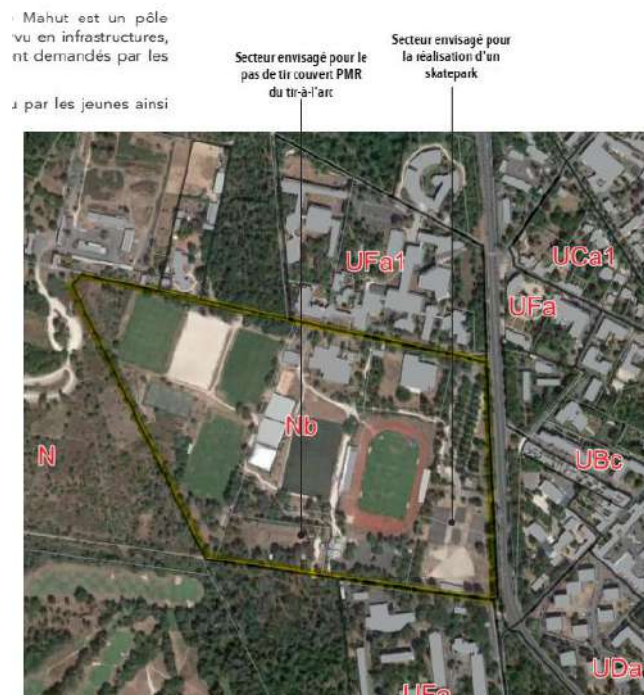 Mahut est un pôle
vu en infrastructures,
nt demandés par les
u par les jeunes ainsi
Secteur envisagé pour le
pas de tir couvert PMR
du tir-à-l'arc
Secteur envisagé pour
la réalisation d'un
skatepark
UFa1
UCa1
UFa
Nb
N
UBc
UDa